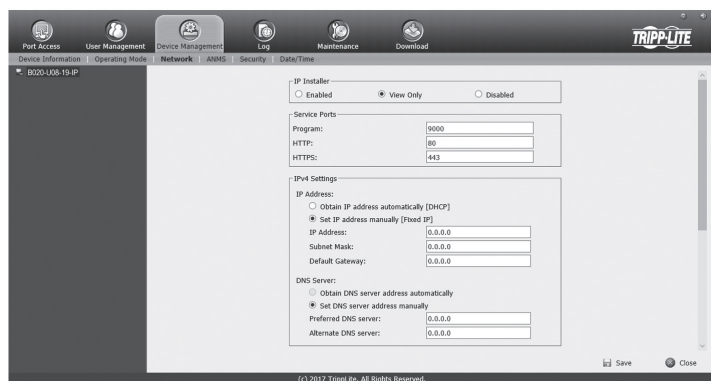 TRIPP·LITE
Port Access User Management Device Management Log Maintenance Download
Device Information Operating Mode Network ANMS Security Date/Time
B020-U08-19-IP
IP Installer
Enabled View Only Disabled
Service Ports
Program: 9000
HTTP: 80
HTTPS: 443
IPv4 Settings
IP Address:
Obtain IP address automatically [DHCP]
Set IP address manually [Fixed IP]
IP Address: 0.0.0.0
Subnet Mask: 0.0.0.0
Default Gateway: 0.0.0.0
DNS Server:
Obtain DNS server address automatically
Set DNS server address manually
Preferred DNS server: 0.0.0.0
Alternate DNS server: 0.0.0.0
Save Close
(c) 2017 TrippLite. All Rights Reserved.